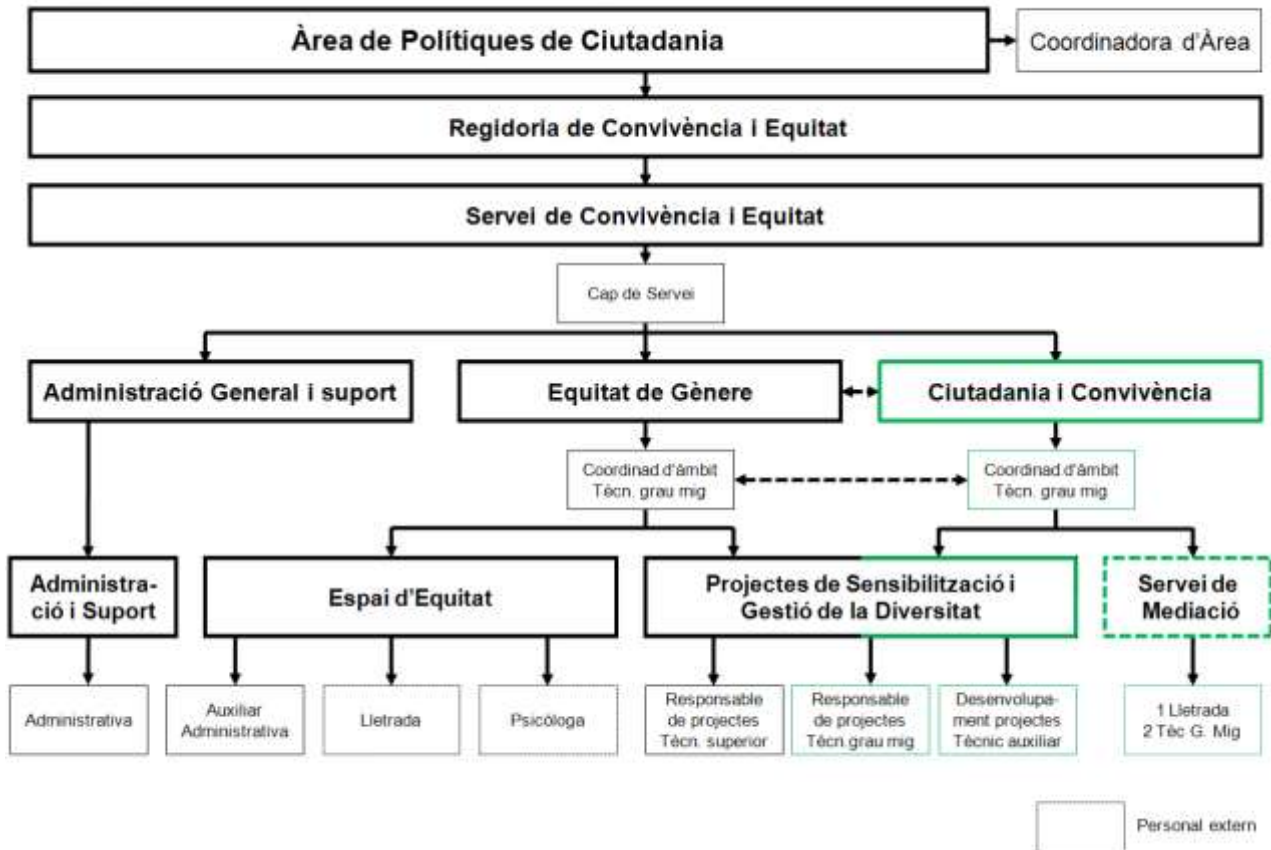 Àrea de Polítiques de Ciutadania
Coordinadora d'Àrea
Regidoria de Convivència i Equitat
Servei de Convivència i Equitat
Cap de Servei
Administració General i suport
Equitat de Gènere
Ciutadania i Convivència
Coordinad d'àmbit
Tècn. grau mig
Coordinad d'àmbit
Tècn. grau mig
Administra-
ció i Suport
Espai d'Equitat
Projectes de Sensibilització i
Gestió de la Diversitat
Servei de
Mediació
Administrativa
Auxiliar
Administrativa
Lletrada
Psicòloga
Responsable
de projectes
Tècn. superior
Responsable
de projectes
Tècn grau mig
Desenvolupa-
ment projectes
Tècnic auxiliar
1 Lletrada
2 Tèc G. Mig
Personal extern